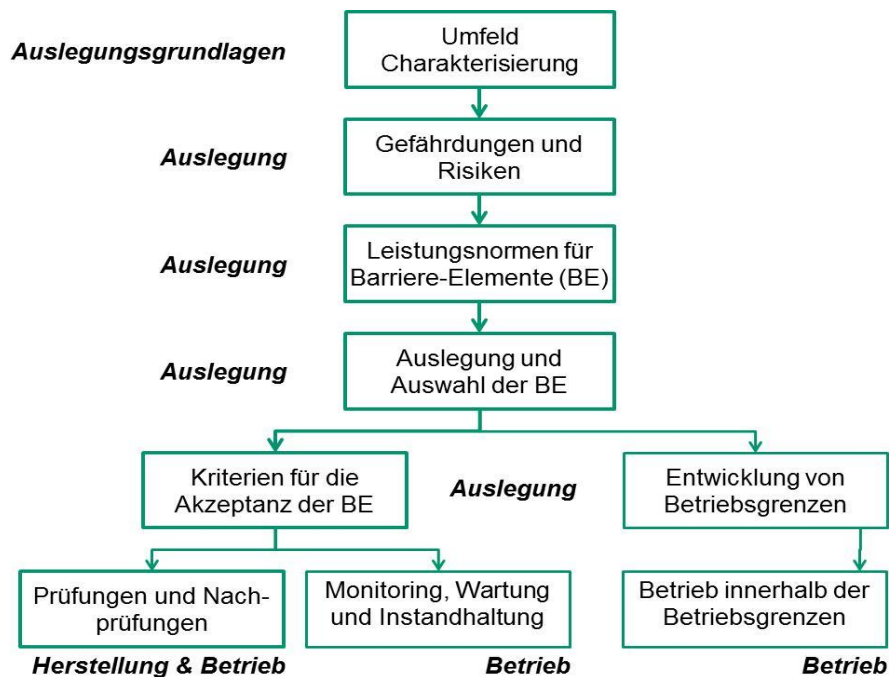 Auslegungsgrundlagen
Umfeld
Charakterisierung
Auslegung
Gefährdungen und
Risiken
Auslegung
Leistungsnormen für
Barriere-Elemente (BE)
Auslegung
Auslegung und
Auswahl der BE
Kriterien für die
Akzeptanz der BE
Auslegung
Entwicklung von
Betriebsgrenzen
Prüfungen und Nach-
prüfungen
Monitoring, Wartung
und Instandhaltung
Betrieb innerhalb der
Betriebsgrenzen
Herstellung & Betrieb
Betrieb
Betrieb